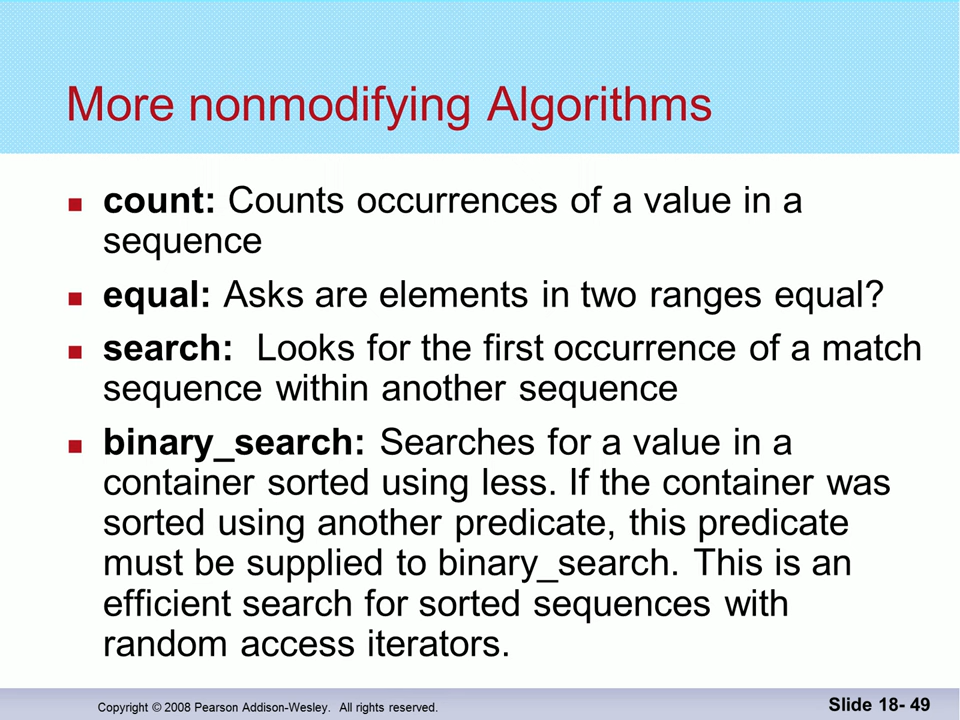 More nonmodifying Algorithms
count: Counts occurrences of a value in a
sequence
equal: Asks are elements in two ranges equal?
search:  Looks for the first occurrence of a match
sequence within another sequence
binary_search: Searches for a value in a
container sorted using less. If the container was
sorted using another predicate, this predicate
must be supplied to binary_search. This is an
efficient search for sorted sequences with
random access iterators.
Copyright © 2008 Pearson Addison-Wesley.  All rights reserved.
Slide 18- 49